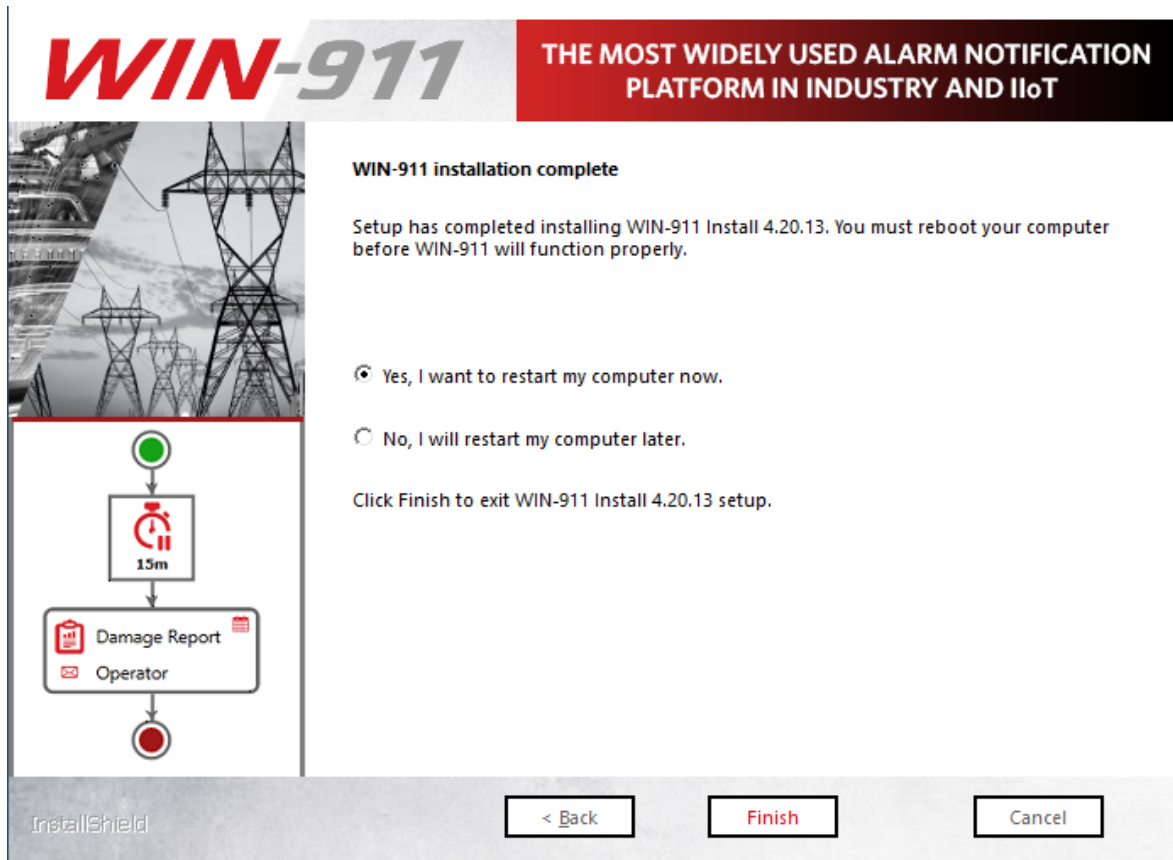 WIN-911
THE MOST WIDELY USED ALARM NOTIFICATION
PLATFORM IN INDUSTRY AND IIoT
WIN-911 installation complete
Setup has completed installing WIN-911 Install 4.20.13. You must reboot your computer
before WIN-911 will function properly.
Yes, I want to restart my computer now.
No, I will restart my computer later.
Click Finish to exit WIN-911 Install 4.20.13 setup.
15m
Damage Report
Operator
InstallShield
< Back
Finish
Cancel